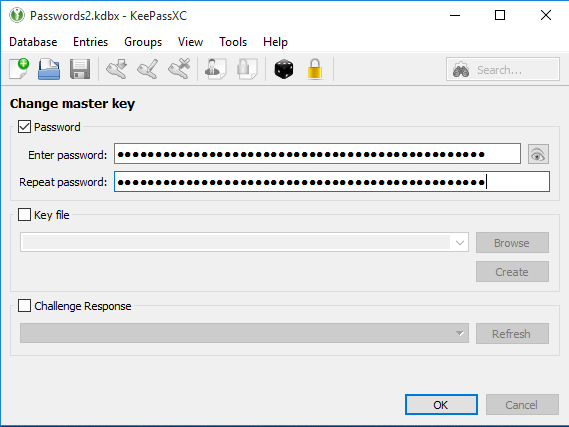 Passwords2.kdbx - KeePassXC
Database Entries Groups View Tools Help
Search...
Change master key
Password
Enter password: ●●●●●●●●●●●●●●●●●●●●●●●●●●●●●●●●●●●●●●●●●●●●●●●●
Repeat password: ●●●●●●●●●●●●●●●●●●●●●●●●●●●●●●●●●●●●●●●●●●●●●●●●
Key file
Browse
Create
Challenge Response
Refresh
OK Cancel